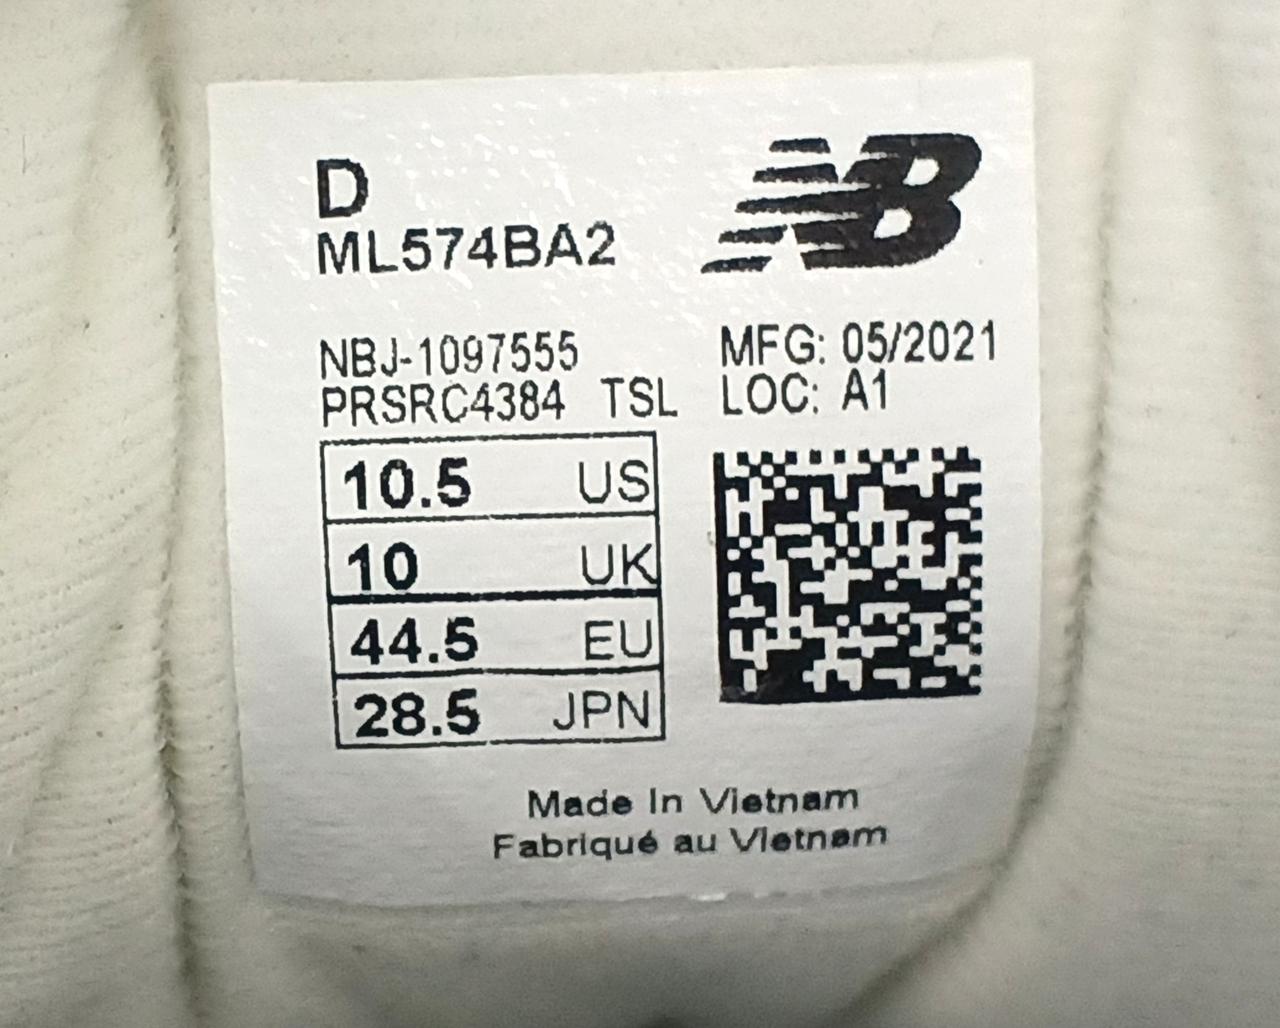 D
ML574BA2
NB
NBJ-1097555
PRSRC4384 TSL
MFG: 05/2021
LOC: A1
10.5 US
10 UK
44.5 EU
28.5 JPN
Made In Vietnam
Fabriqué au Vietnam